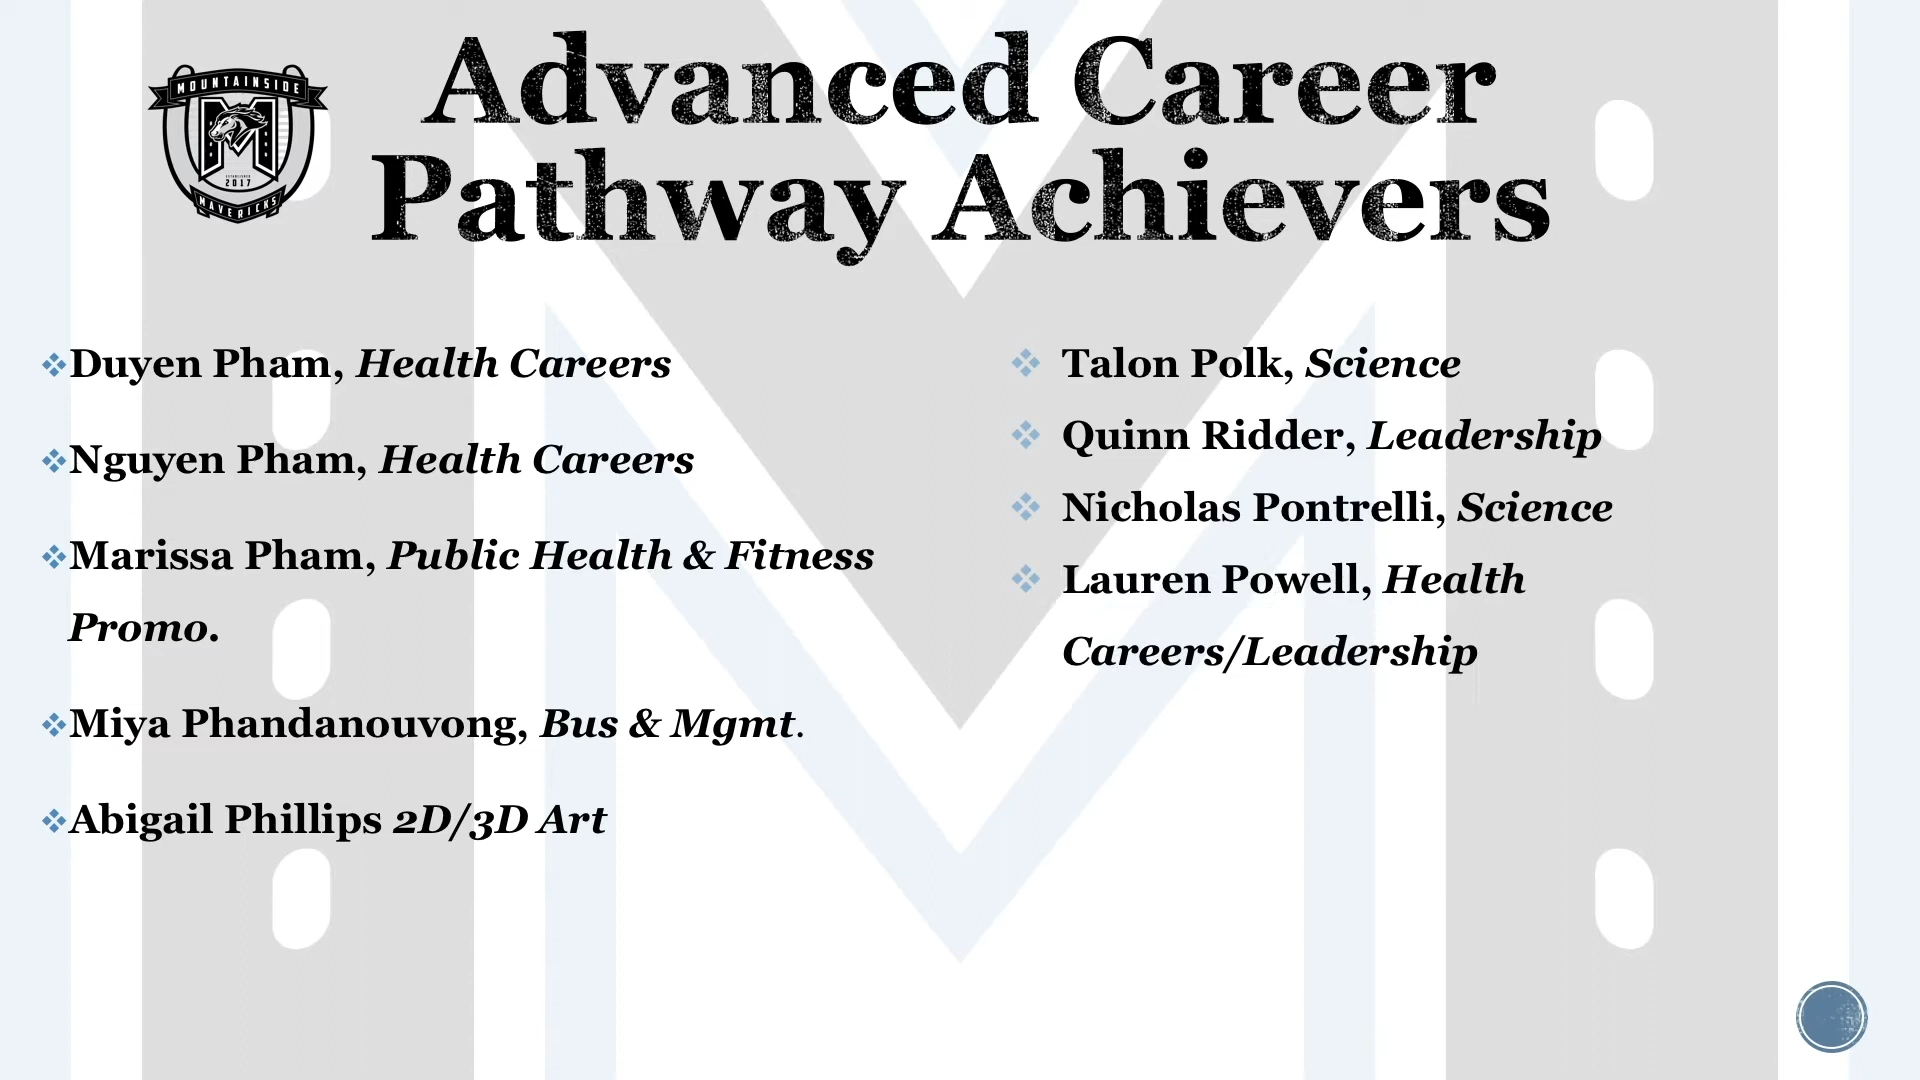 MOUNTAINSIDE
M
ESTABLISHED
2017
MAVERICKS
Advanced Career
Pathway Achievers
Duyen Pham, Health Careers
Nguyen Pham, Health Careers
Marissa Pham, Public Health & Fitness
Promo.
Miya Phandanouvong, Bus & Mgmt.
Abigail Phillips 2D/3D Art
Talon Polk, Science
Quinn Ridder, Leadership
Nicholas Pontrelli, Science
Lauren Powell, Health
Careers/Leadership